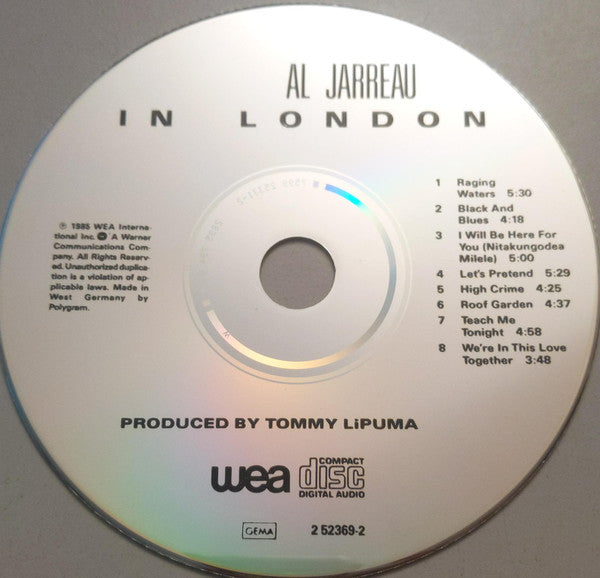 AL JARREAU
IN LONDON
℗ 1985 WEA Interna-
tional Inc. A Warner
Communications Com-
pany. All Rights Reserv-
ed. Unauthorized duplica-
tion is a violation of ap-
plicable laws. Made in
West Germany by
Polygram.
1 Raging
Waters 5:30
2 Black And
Blues 4:18
3 I Will Be Here For
You (Nitakungodea
Milele) 5:00
4 Let's Pretend 5:29
5 High Crime 4:25
6 Roof Garden 4:37
7 Teach Me
Tonight 4:58
8 We're In This Love
Together 3:48
PRODUCED BY TOMMY LiPUMA
wea
COMPACT
disc
DIGITAL AUDIO
GEMA
2 52369-2